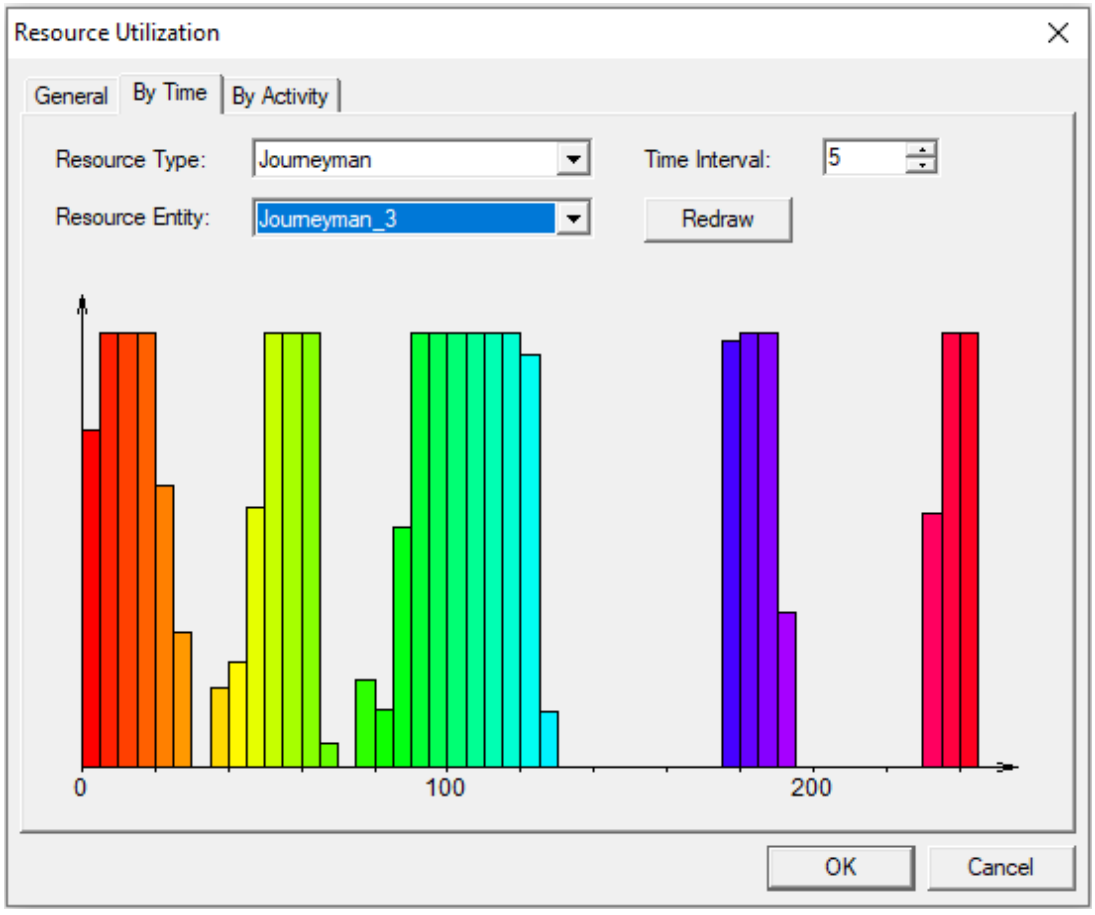 Resource Utilization
General By Time By Activity
Resource Type: Journeyman Time Interval: 5
Resource Entity: Journeyman_3 Redraw
0 100 200
OK Cancel